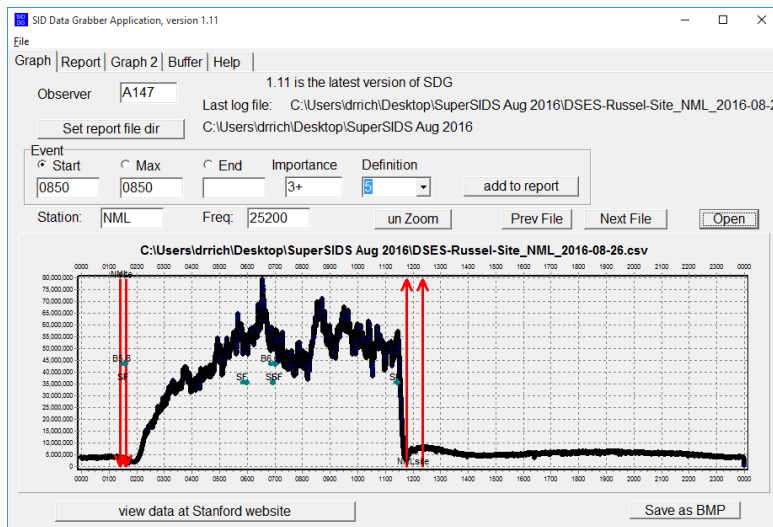 SID Data Grabber Application, version 1.11
File
Graph Report Graph 2 Buffer Help
1.11 is the latest version of SDG
Observer A147
Last log file: C:\Users\drrich\Desktop\SuperSIDS Aug 2016\DSES-Russel-Site_NML_2016-08-2
Set report file dir C:\Users\drrich\Desktop\SuperSIDS Aug 2016
Event
Start Max End Importance Definition
0850 0850 3+ 5 add to report
Station: NML Freq: 25200 un Zoom Prev File Next File Open
C:\Users\drrich\Desktop\SuperSIDS Aug 2016\DSES-Russel-Site_NML_2016-08-26.csv
0000 0100 0200 0300 0400 0500 0600 0700 0800 0900 1000 1100 1200 1300 1400 1500 1600 1700 1800 1900 2000 2100 2200 2300 0000
80,000,000
75,000,000
70,000,000
65,000,000
60,000,000
55,000,000
50,000,000
45,000,000
40,000,000
35,000,000
30,000,000
25,000,000
20,000,000
15,000,000
10,000,000
5,000,000
0
SF SF
0000 0100 0200 0300 0400 0500 0600 0700 0800 0900 1000 1100 1200 1300 1400 1500 1600 1700 1800 1900 2000 2100 2200 2300 0000
view data at Stanford website Save as BMP